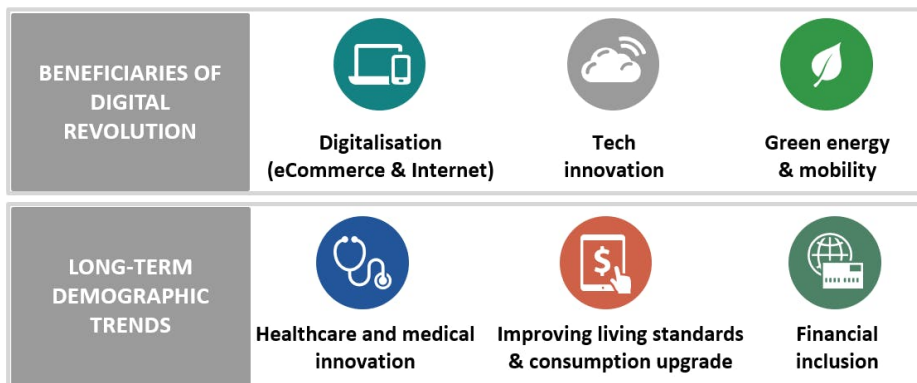 BENEFICIARIES OF
DIGITAL
REVOLUTION
Digitalisation
(eCommerce & Internet)
Tech
innovation
Green energy
& mobility
LONG-TERM
DEMOGRAPHIC
TRENDS
$
Healthcare and medical
innovation
Improving living standards
& consumption upgrade
Financial
inclusion